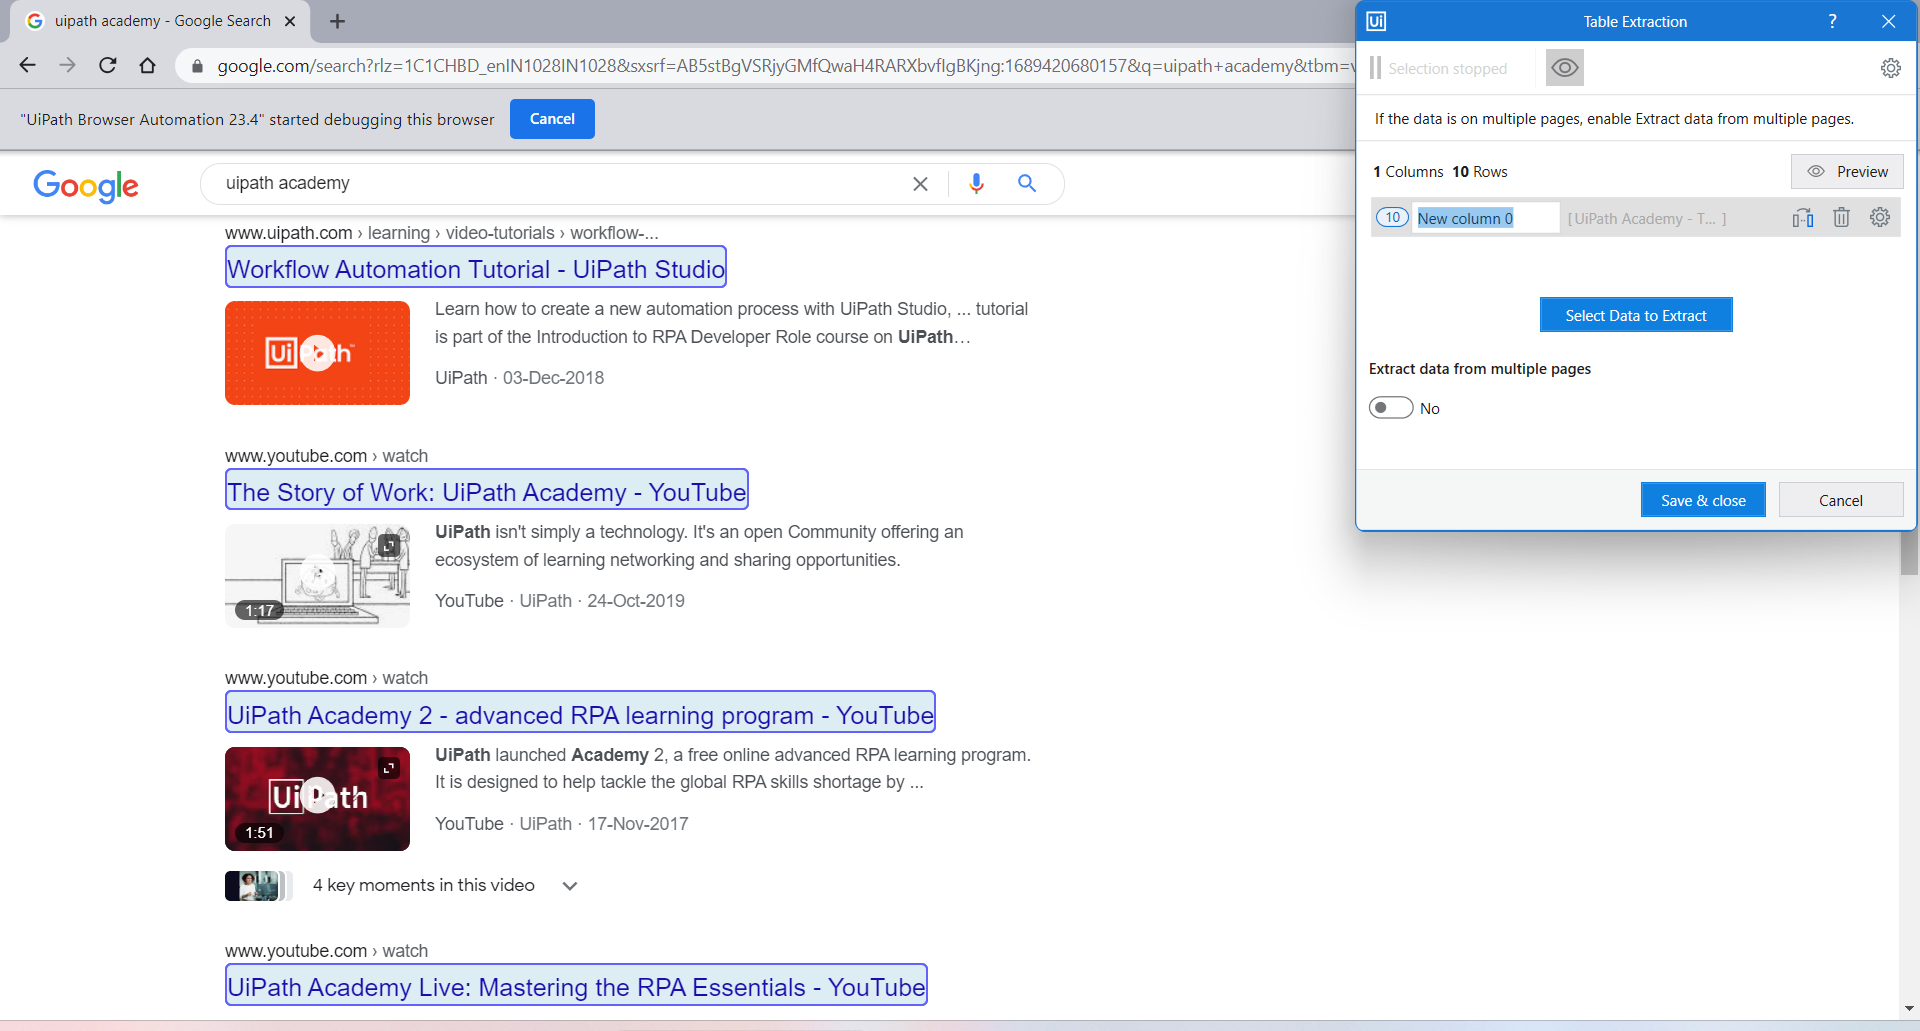 uipath academy - Google Search
google.com/search?rlz=1C1CHBD_enIN1028IN1028&sxsrf=AB5stBgVSRjyGMfQwaH4RARXbvfIgBKjng:1689420680157&q=uipath+academy&tbm=v
"UiPath Browser Automation 23.4" started debugging this browser
Cancel
Google
uipath academy
www.uipath.com › learning › video-tutorials › workflow-...
Workflow Automation Tutorial - UiPath Studio
UiPath™
Learn how to create a new automation process with UiPath Studio, ... tutorial
is part of the Introduction to RPA Developer Role course on UiPath...
UiPath · 03-Dec-2018
www.youtube.com › watch
The Story of Work: UiPath Academy - YouTube
1:17
UiPath isn't simply a technology. It's an open Community offering an
ecosystem of learning networking and sharing opportunities.
YouTube · UiPath · 24-Oct-2019
www.youtube.com › watch
UiPath Academy 2 - advanced RPA learning program - YouTube
UiPath
1:51
UiPath launched Academy 2, a free online advanced RPA learning program.
It is designed to help tackle the global RPA skills shortage by ...
YouTube · UiPath · 17-Nov-2017
4 key moments in this video
www.youtube.com › watch
UiPath Academy Live: Mastering the RPA Essentials - YouTube
Ui
Table Extraction
?
Selection stopped
If the data is on multiple pages, enable Extract data from multiple pages.
1 Columns 10 Rows
Preview
10 New column 0 [UiPath Academy - T... ]
Select Data to Extract
Extract data from multiple pages
No
Save & close
Cancel